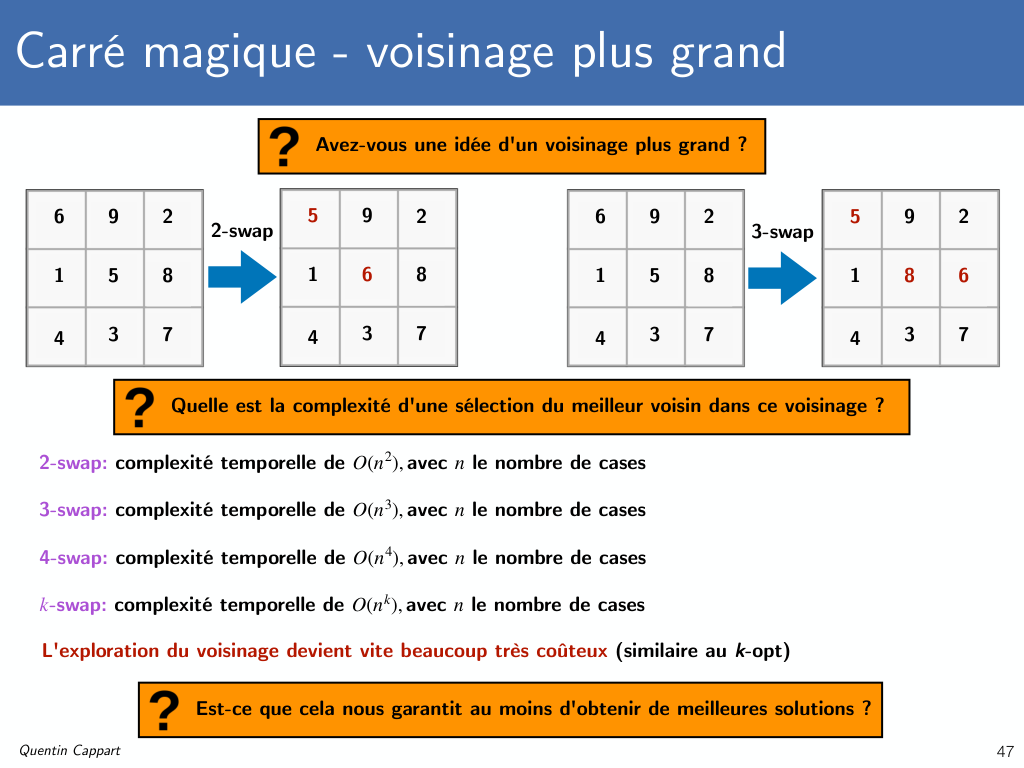 Carré magique - voisinage plus grand
? Avez-vous une idée d'un voisinage plus grand ?
6 9 2
1 5 8
4 3 7
2-swap
5 9 2
1 6 8
4 3 7
6 9 2
1 5 8
4 3 7
3-swap
5 9 2
1 8 6
4 3 7
? Quelle est la complexité d'une sélection du meilleur voisin dans ce voisinage ?
2-swap: complexité temporelle de O(n²), avec n le nombre de cases
3-swap: complexité temporelle de O(n³), avec n le nombre de cases
4-swap: complexité temporelle de O(n⁴), avec n le nombre de cases
k-swap: complexité temporelle de O(nᵏ), avec n le nombre de cases
L'exploration du voisinage devient vite beaucoup très coûteux (similaire au k-opt)
? Est-ce que cela nous garantit au moins d'obtenir de meilleures solutions ?
Quentin Cappart
47